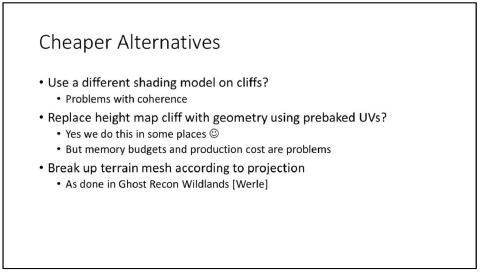 Cheaper Alternatives
• Use a different shading model on cliffs?
• Problems with coherence
• Replace height map cliff with geometry using prebaked UVs?
• Yes we do this in some places ☺
• But memory budgets and production cost are problems
• Break up terrain mesh according to projection
• As done in Ghost Recon Wildlands [Werle]